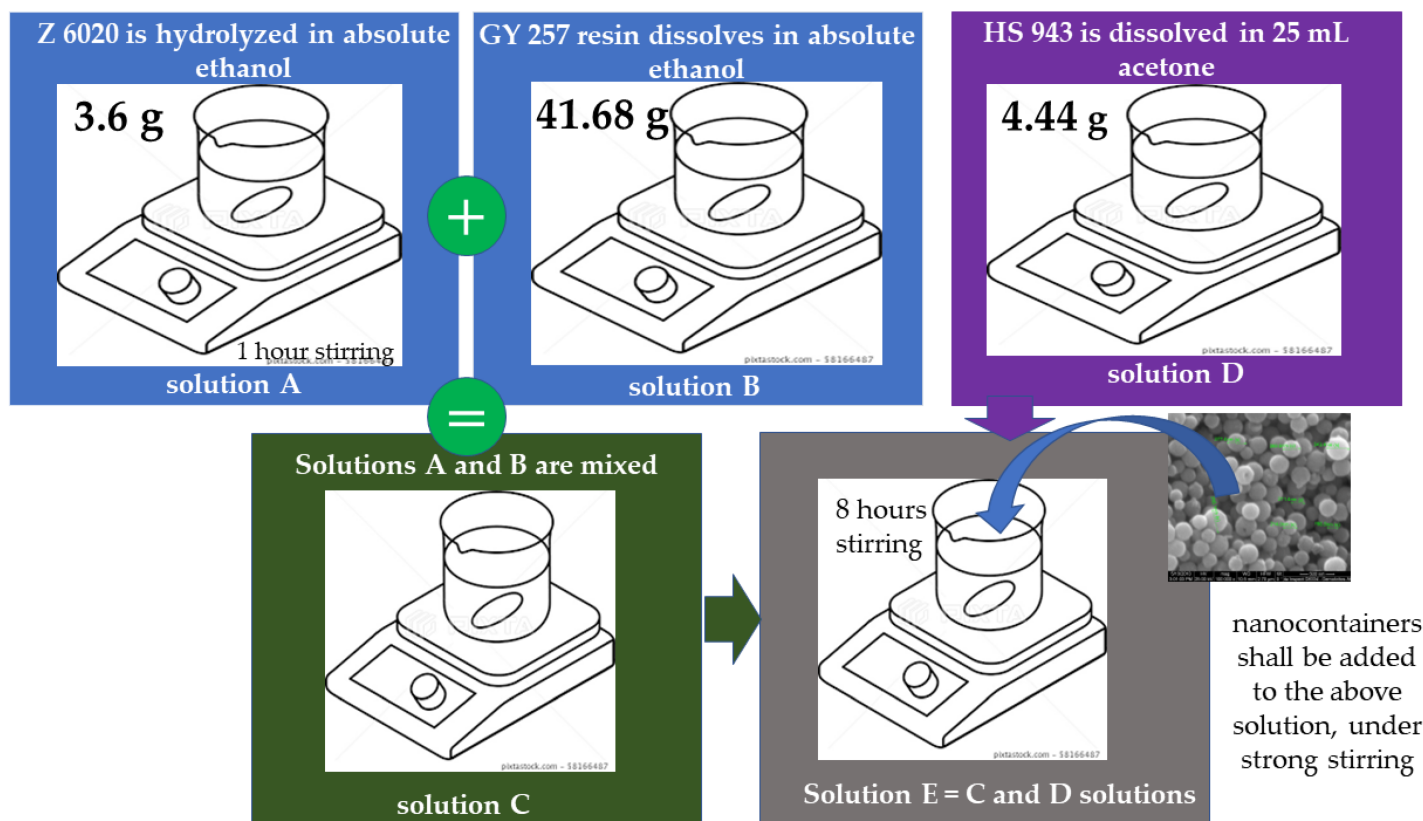 Z 6020 is hydrolyzed in absolute
ethanol
3.6 g
1 hour stirring
pixtastock.com - 58166487
solution A
+
GY 257 resin dissolves in absolute
ethanol
41.68 g
pixtastock.com - 58166487
solution B
HS 943 is dissolved in 25 mL
acetone
4.44 g
pixtastock.com - 58166487
solution D
=
Solutions A and B are mixed
pixtastock.com - 58166487
solution C
8 hours
stirring
pixtastock.com - 58166487
Solution E = C and D solutions
nanocontainers
shall be added
to the above
solution, under
strong stirring